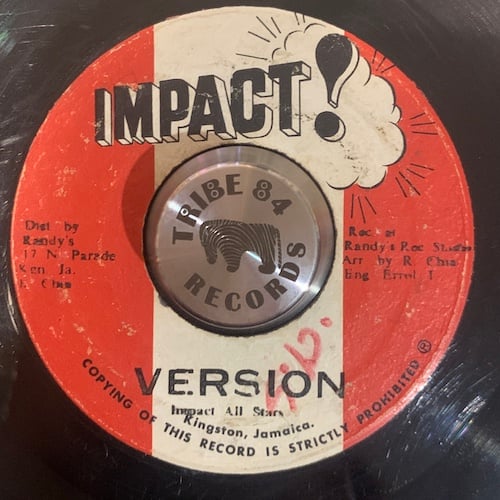 IMPACT!
TRIBE 84
RECORDS
Dist by
Randy's
17 N Parade
Ken Ja.
Rec at
Randy's Rec Studio
Arr by R Chin
Eng Errol T
VERSION
Impact All Stars
Kingston, Jamaica.
COPYING OF THIS RECORD IS STRICTLY PROHIBITED ®